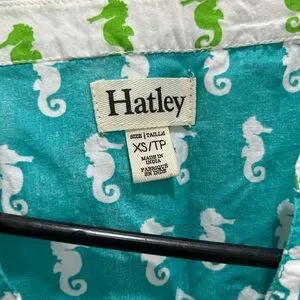 Hatley
SIZE | TAILLE
XS/TP
MADE IN
INDIA
FABRIQUÉ
EN INDE